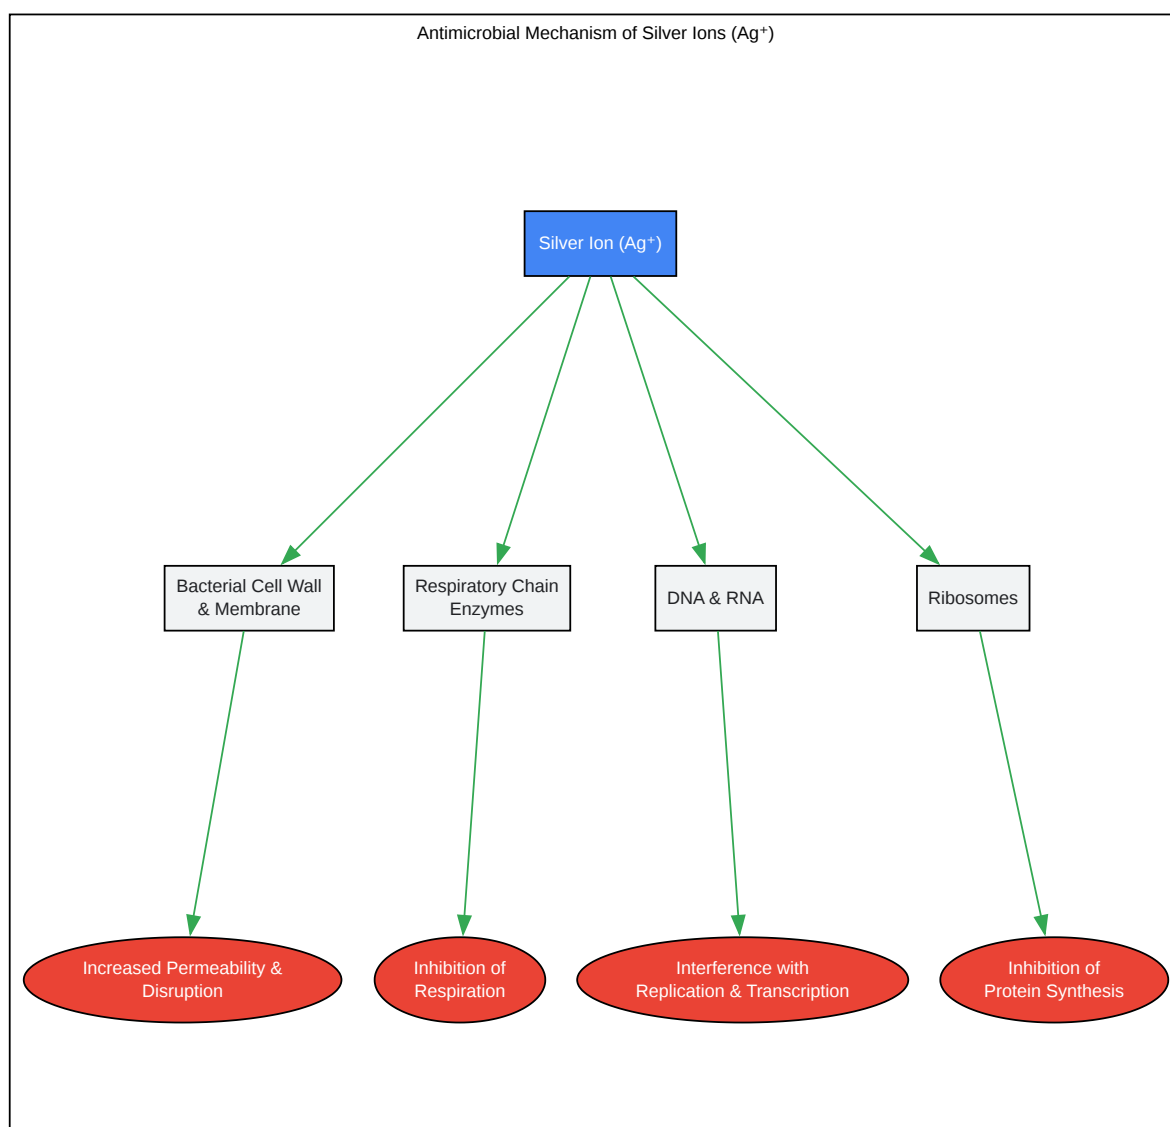 Antimicrobial Mechanism of Silver Ions (Ag⁺)
Silver Ion (Ag⁺)
Bacterial Cell Wall
& Membrane
Respiratory Chain
Enzymes
DNA & RNA
Ribosomes
Increased Permeability &
Disruption
Inhibition of
Respiration
Interference with
Replication & Transcription
Inhibition of
Protein Synthesis